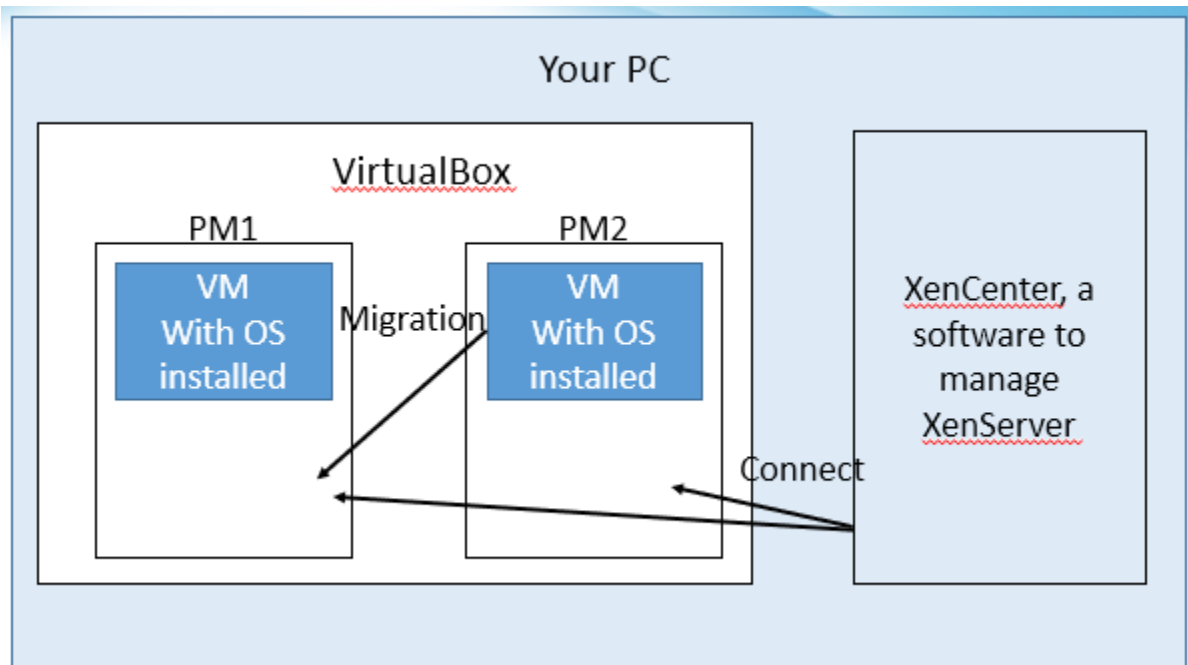 Your PC
VirtualBox
PM1
PM2
VM
With OS
installed
Migration
VM
With OS
installed
XenCenter, a
software to
manage
XenServer
Connect